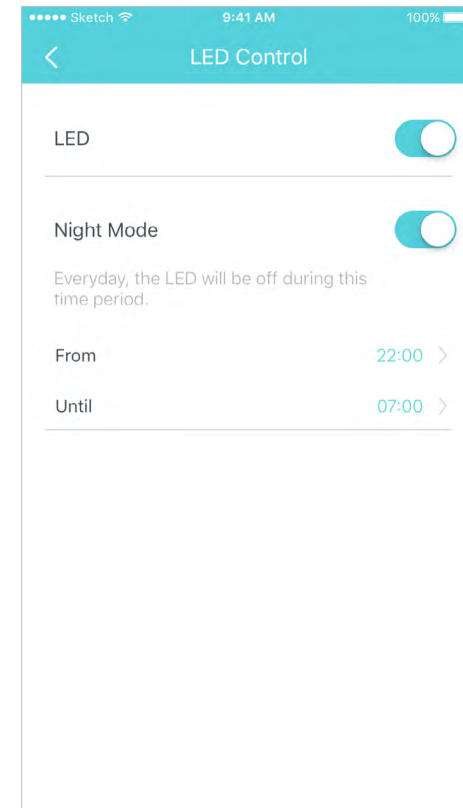 Sketch 9:41 AM 100%
LED Control
LED
Night Mode
Everyday, the LED will be off during this
time period.
From 22:00
Until 07:00